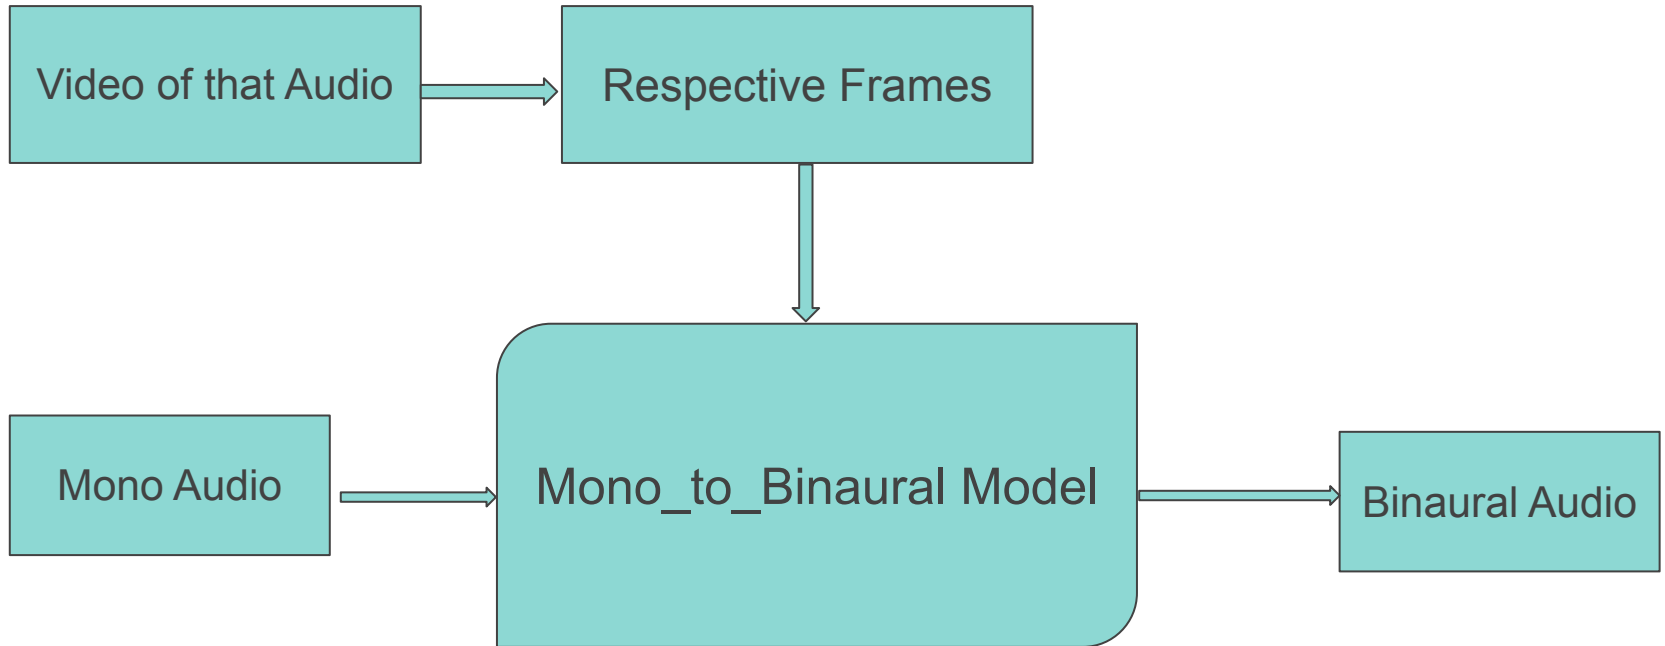 Video of that Audio
Respective Frames
Mono Audio
Mono_to_Binaural Model
Binaural Audio